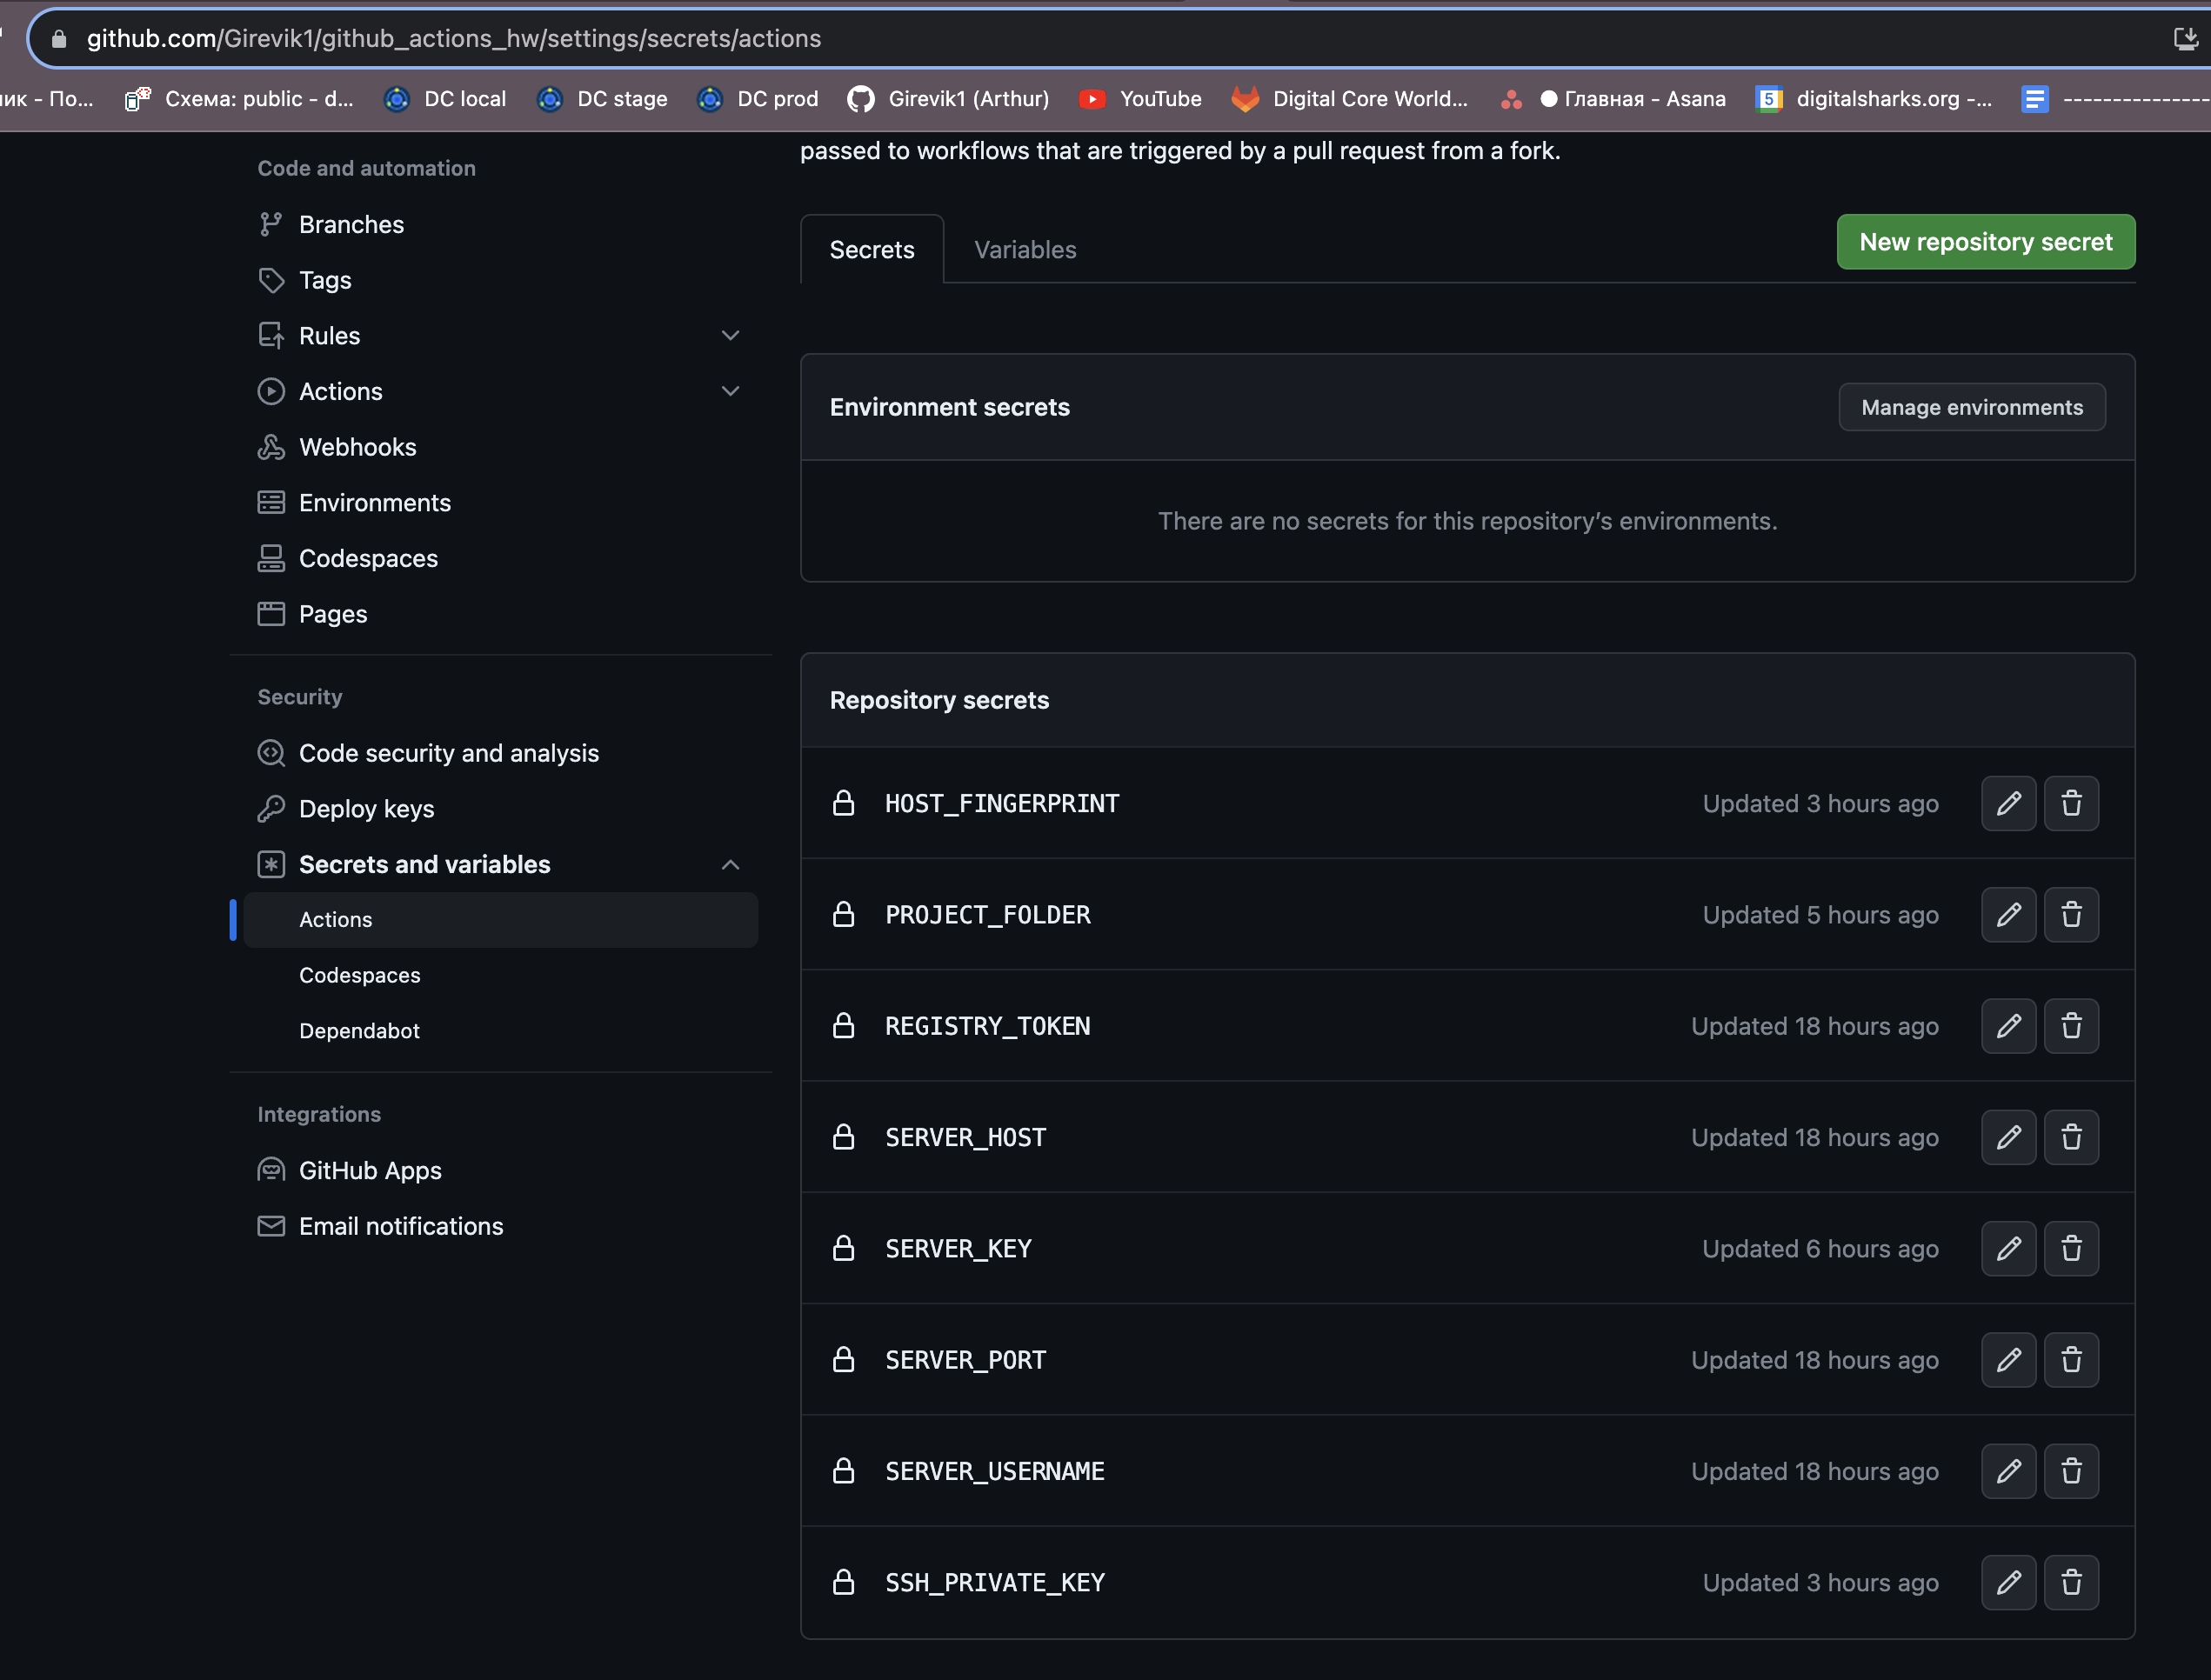 github.com/Girevik1/github_actions_hw/settings/secrets/actions
ик - По... Схема: public - d... DC local DC stage DC prod Girevik1 (Arthur) YouTube Digital Core World... Главная - Asana 5 digitalsharks.org -... ---------------
passed to workflows that are triggered by a pull request from a fork.
Code and automation
Branches
Tags
Rules
Actions
Webhooks
Environments
Codespaces
Pages
Security
Code security and analysis
Deploy keys
Secrets and variables
Actions
Codespaces
Dependabot
Integrations
GitHub Apps
Email notifications
Secrets Variables New repository secret
Environment secrets Manage environments
There are no secrets for this repository’s environments.
Repository secrets
HOST_FINGERPRINT Updated 3 hours ago
PROJECT_FOLDER Updated 5 hours ago
REGISTRY_TOKEN Updated 18 hours ago
SERVER_HOST Updated 18 hours ago
SERVER_KEY Updated 6 hours ago
SERVER_PORT Updated 18 hours ago
SERVER_USERNAME Updated 18 hours ago
SSH_PRIVATE_KEY Updated 3 hours ago